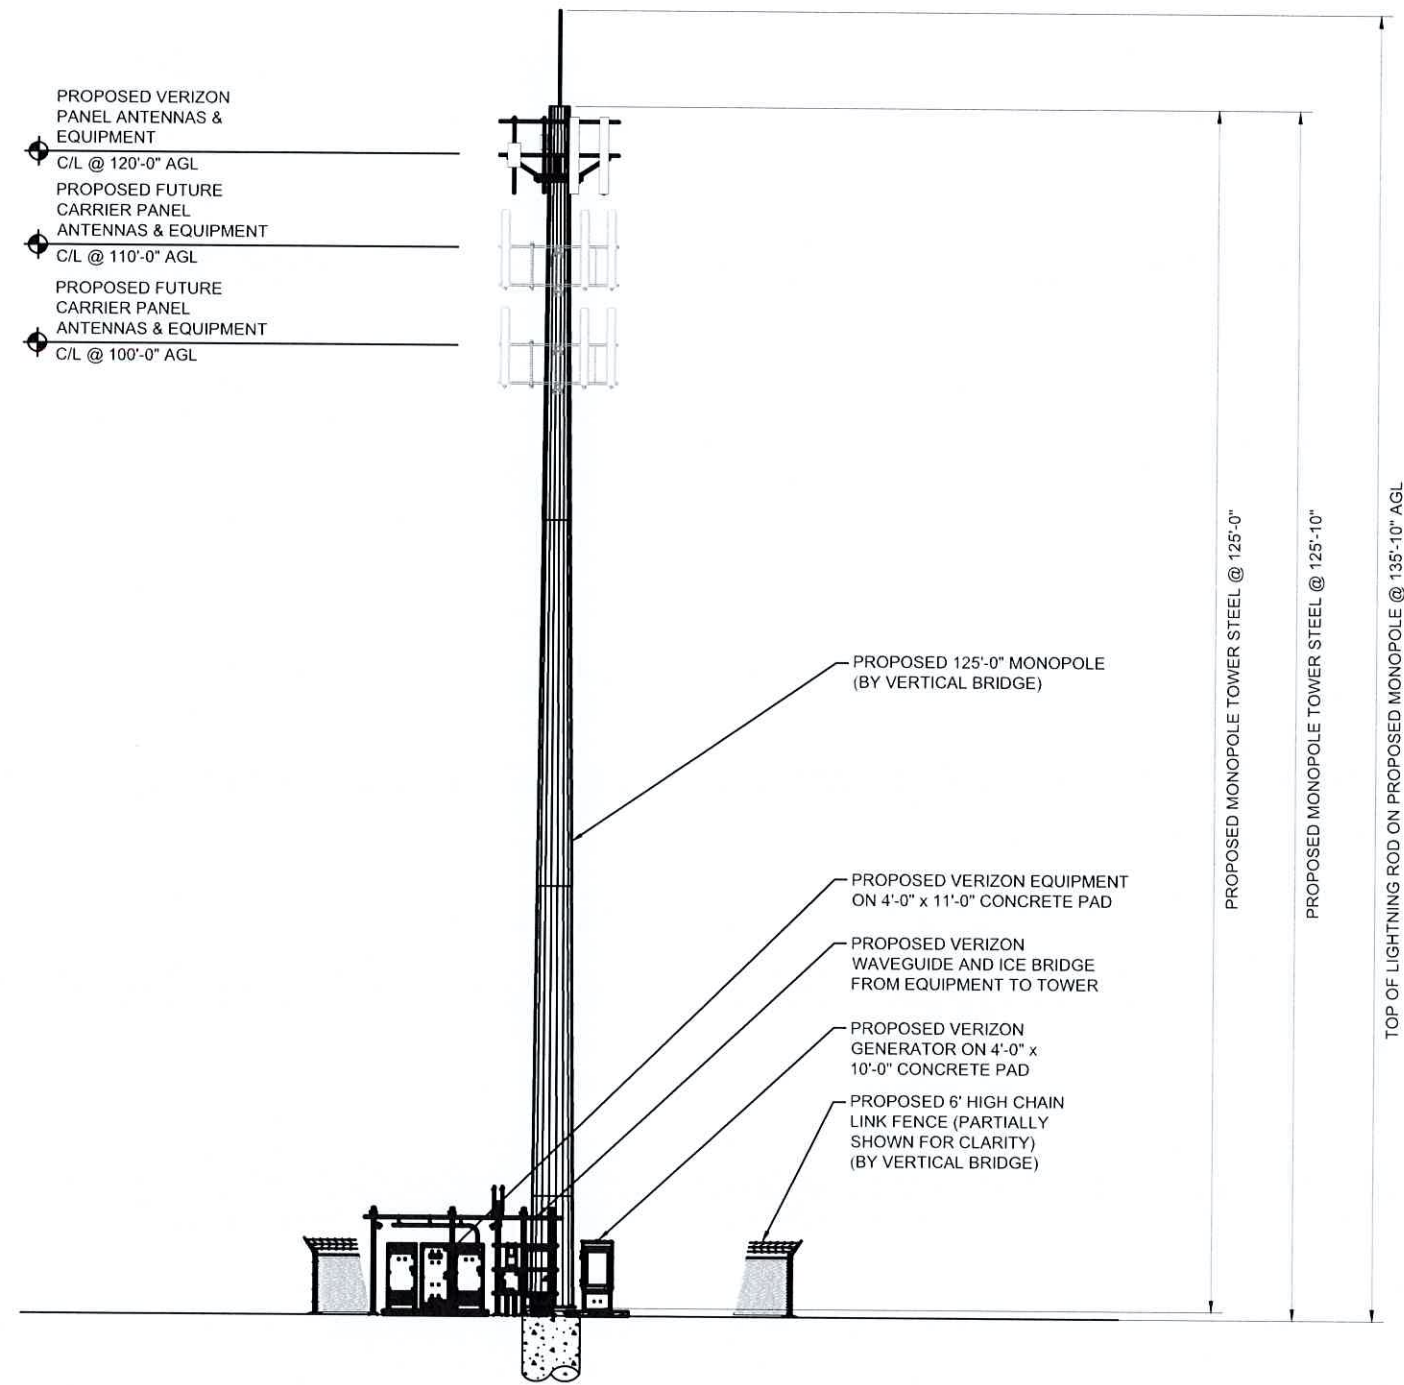 PROPOSED VERIZON
PANEL ANTENNAS &
EQUIPMENT
C/L @ 120'-0" AGL
PROPOSED FUTURE
CARRIER PANEL
ANTENNAS & EQUIPMENT
C/L @ 110'-0" AGL
PROPOSED FUTURE
CARRIER PANEL
ANTENNAS & EQUIPMENT
C/L @ 100'-0" AGL
PROPOSED 125'-0" MONOPOLE
(BY VERTICAL BRIDGE)
PROPOSED VERIZON EQUIPMENT
ON 4'-0" x 11'-0" CONCRETE PAD
PROPOSED VERIZON
WAVEGUIDE AND ICE BRIDGE
FROM EQUIPMENT TO TOWER
PROPOSED VERIZON
GENERATOR ON 4'-0" x
10'-0" CONCRETE PAD
PROPOSED 6' HIGH CHAIN
LINK FENCE (PARTIALLY
SHOWN FOR CLARITY)
(BY VERTICAL BRIDGE)
PROPOSED MONOPOLE TOWER STEEL @ 125'-0"
PROPOSED MONOPOLE TOWER STEEL @ 125'-10"
TOP OF LIGHTNING ROD ON PROPOSED MONOPOLE @ 135'-10" AGL